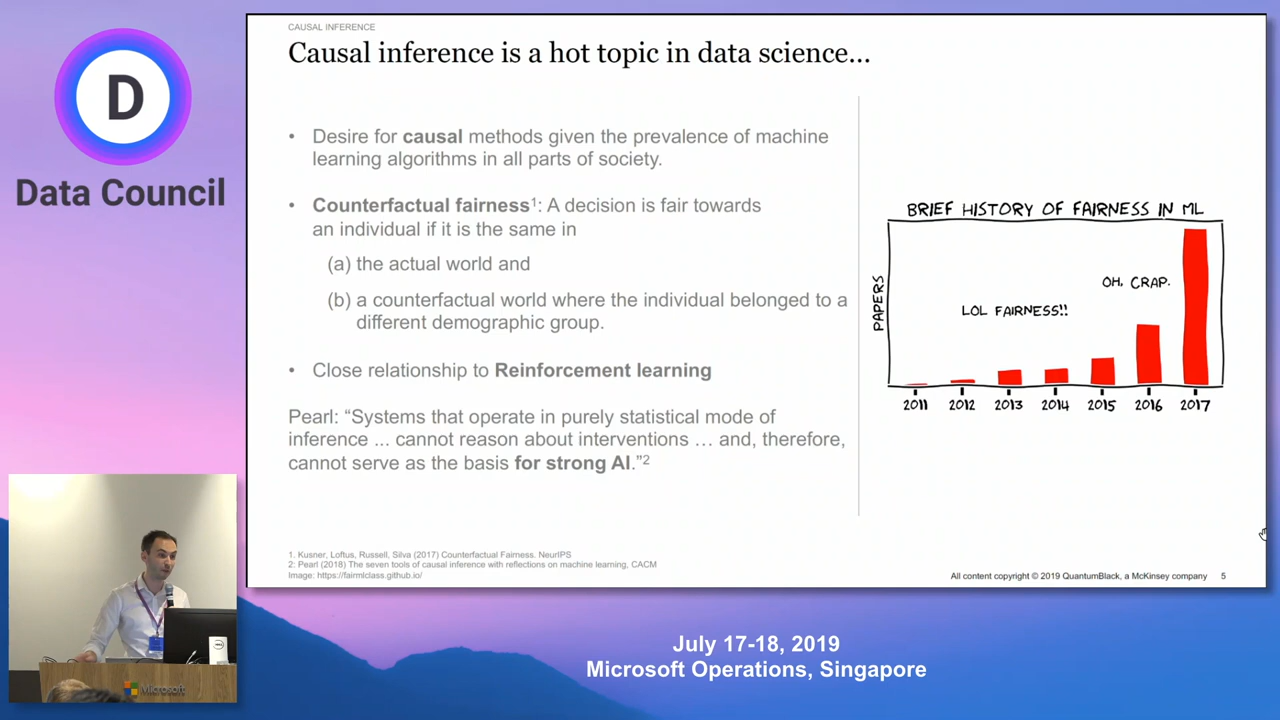 D
Data Council
CAUSAL INFERENCE
Causal inference is a hot topic in data science...
• Desire for causal methods given the prevalence of machine
learning algorithms in all parts of society.
• Counterfactual fairness1: A decision is fair towards
an individual if it is the same in
(a) the actual world and
(b) a counterfactual world where the individual belonged to a
different demographic group.
• Close relationship to Reinforcement learning
Pearl: “Systems that operate in purely statistical mode of
inference ... cannot reason about interventions … and, therefore,
cannot serve as the basis for strong AI.”2
BRIEF HISTORY OF FAIRNESS IN ML
PAPERS
OH, CRAP.
LOL FAIRNESS!!
2011 2012 2013 2014 2015 2016 2017
1. Kusner, Loftus, Russell, Silva (2017) Counterfactual Fairness. NeurIPS
2: Pearl (2018) The seven tools of causal inference with reflections on machine learning, CACM
Image: https://fairmlclass.github.io/
All content copyright © 2019 QuantumBlack, a McKinsey company 5
DELL
Microsoft
July 17-18, 2019
Microsoft Operations, Singapore